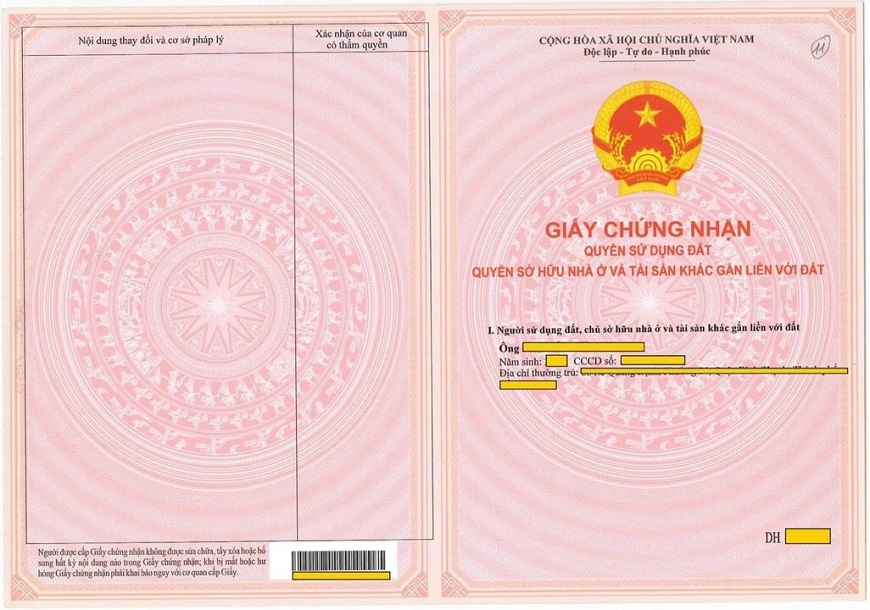 Nội dung thay đổi và cơ sở pháp lý
Xác nhận của cơ quan
có thẩm quyền
Người được cấp Giấy chứng nhận không được sửa chữa, tẩy xóa hoặc bổ
sung bất kỳ nội dung nào trong Giấy chứng nhận; khi bị mất hoặc hư
hỏng Giấy chứng nhận phải khai báo ngay với cơ quan cấp Giấy.
CỘNG HÒA XÃ HỘI CHỦ NGHĨA VIỆT NAM
Độc lập - Tự do - Hạnh phúc
11
GIẤY CHỨNG NHẬN
QUYỀN SỬ DỤNG ĐẤT
QUYỀN SỞ HỮU NHÀ Ở VÀ TÀI SẢN KHÁC GẮN LIỀN VỚI ĐẤT
I. Người sử dụng đất, chủ sở hữu nhà ở và tài sản khác gắn liền với đất
Ông
Năm sinh: CCCD số:
Địa chỉ thường trú:
DH